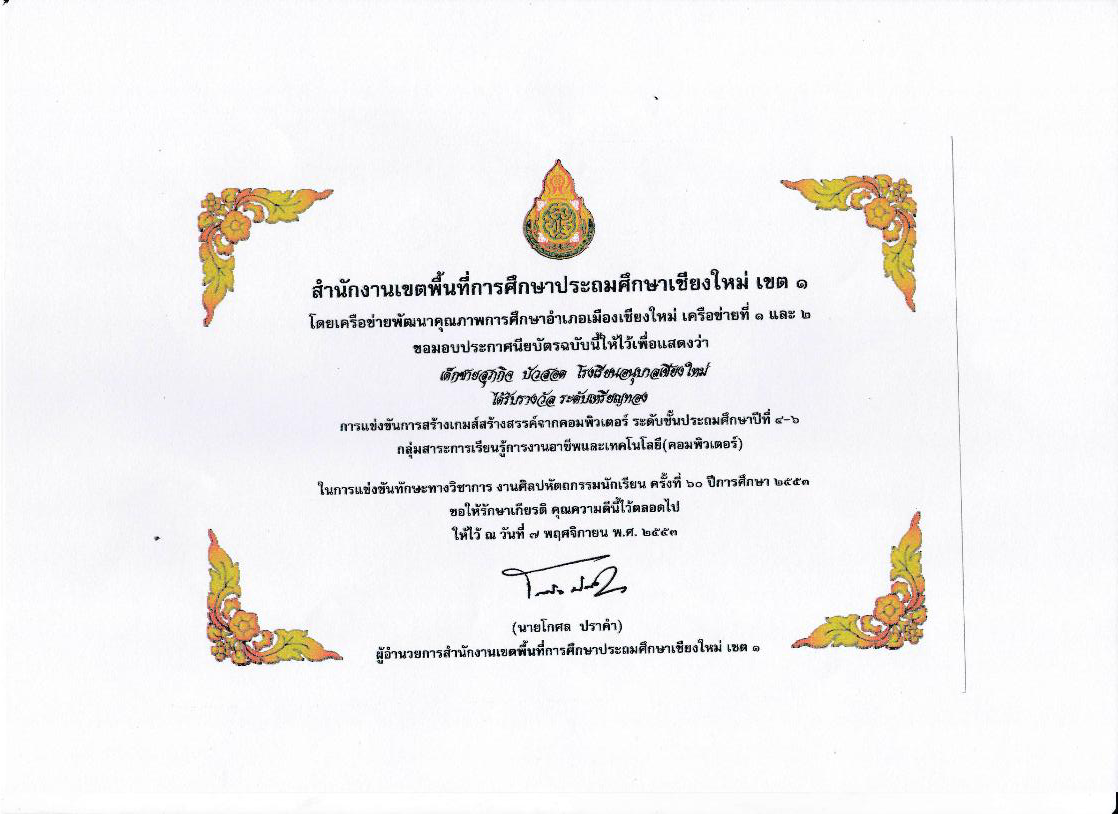 สำนักงานเขตพื้นที่การศึกษาประถมศึกษาเชียงใหม่ เขต ๑
โดยเครือข่ายพัฒนาคุณภาพการศึกษาอำเภอเมืองเชียงใหม่ เครือข่ายที่ ๑ และ ๒
ขอมอบประกาศนียบัตรฉบับนี้ให้ไว้เพื่อแสดงว่า
เด็กชายสุภกิจ บัวสอด โรงเรียนอนุบาลเชียงใหม่
ได้รับรางวัล ระดับเหรียญทอง
การแข่งขันการสร้างเกมส์สร้างสรรค์จากคอมพิวเตอร์ ระดับชั้นประถมศึกษาปีที่ ๔-๖
กลุ่มสาระการเรียนรู้การงานอาชีพและเทคโนโลยี(คอมพิวเตอร์)
ในการแข่งขันทักษะทางวิชาการ งานศิลปหัตถกรรมนักเรียน ครั้งที่ ๖๐ ปีการศึกษา ๒๕๕๓
ขอให้รักษาเกียรติ คุณความดีนี้ไว้ตลอดไป
ให้ไว้ ณ วันที่ ๗ พฤศจิกายน พ.ศ. ๒๕๕๓
(นายโกศล ปราคำ)
ผู้อำนวยการสำนักงานเขตพื้นที่การศึกษาประถมศึกษาเชียงใหม่ เขต ๑